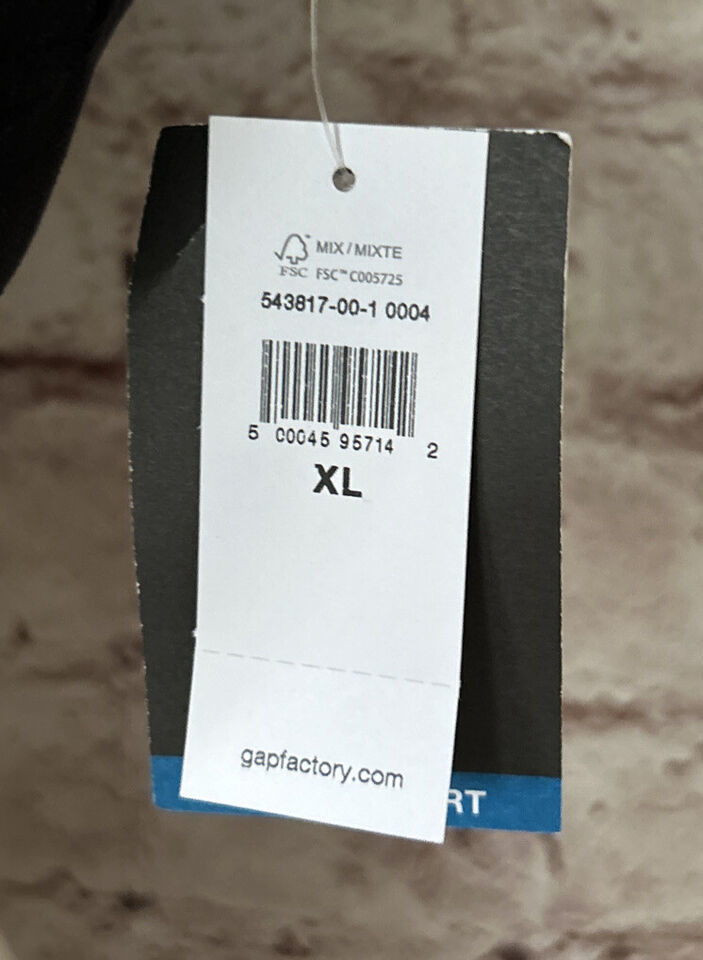 MIX / MIXTE
FSC FSC™ C005725
543817-00-1 0004
5 00045 95714 2
XL
gapfactory.com
RT